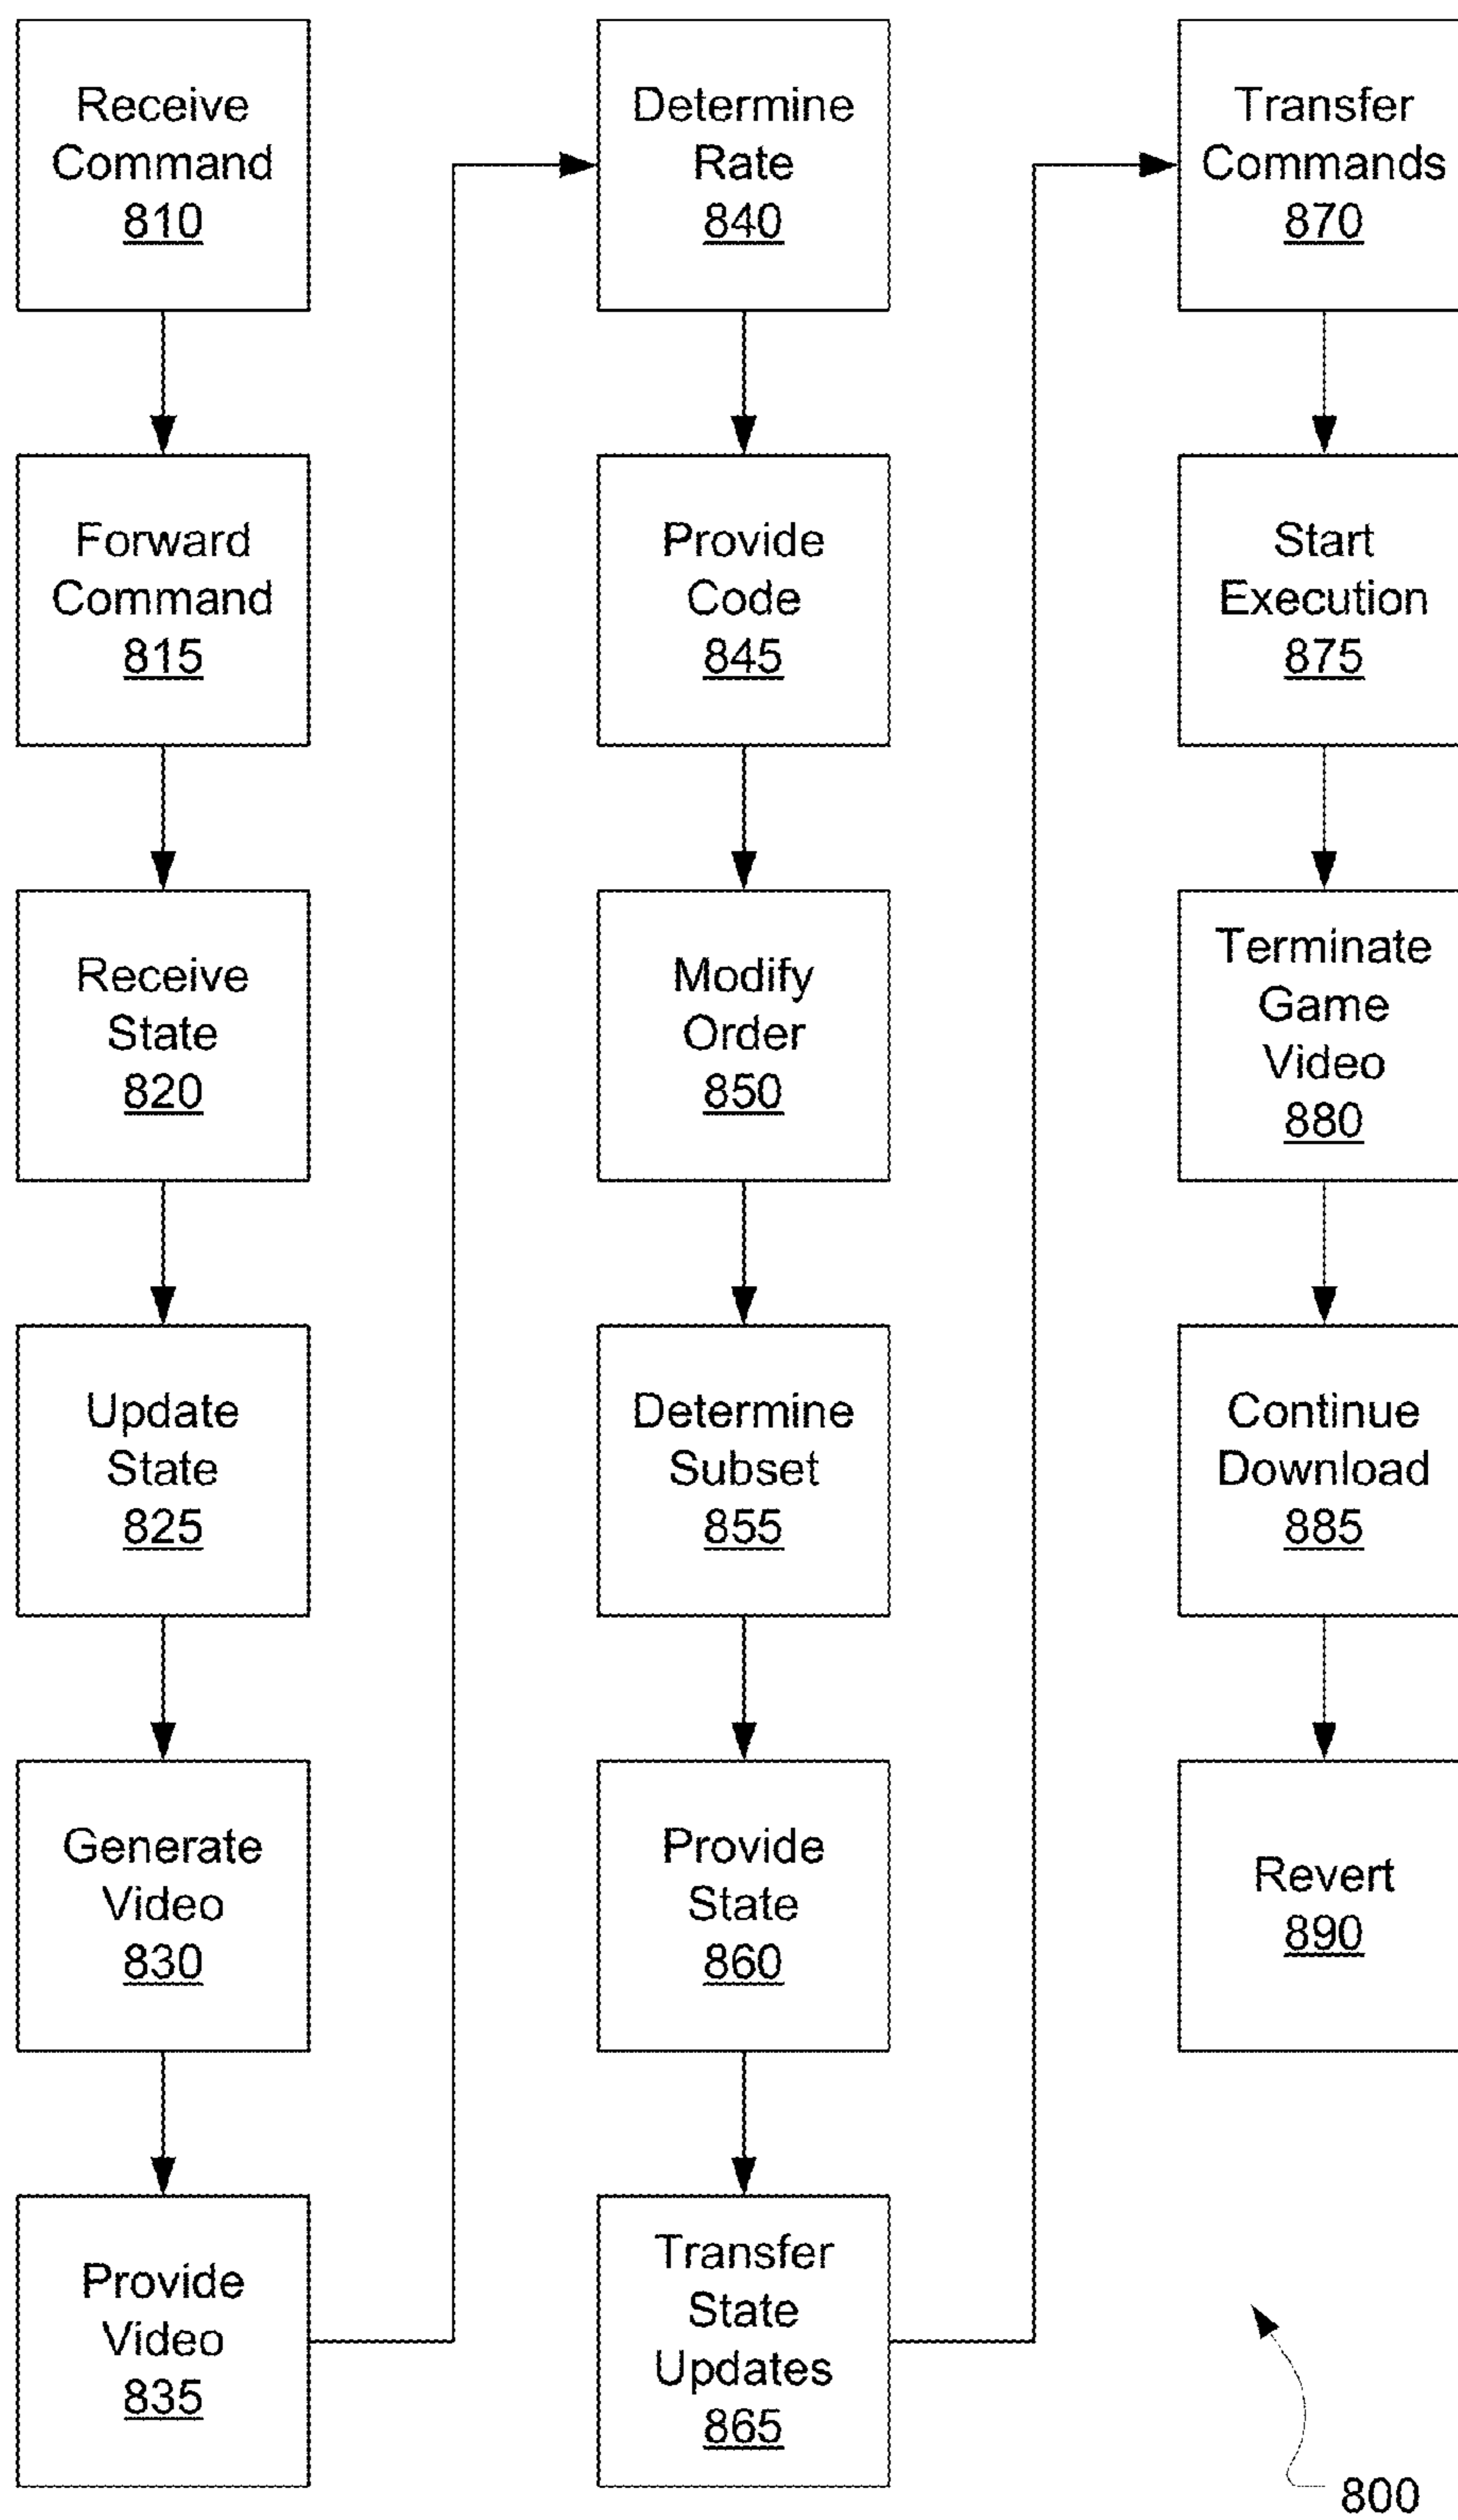 Receive
Command
810
Forward
Command
815
Receive
State
820
Update
State
825
Generate
Video
830
Provide
Video
835
Determine
Rate
840
Provide
Code
845
Modify
Order
850
Determine
Subset
855
Provide
State
860
Transfer
State
Updates
865
Transfer
Commands
870
Start
Execution
875
Terminate
Game
Video
880
Continue
Download
885
Revert
890
800